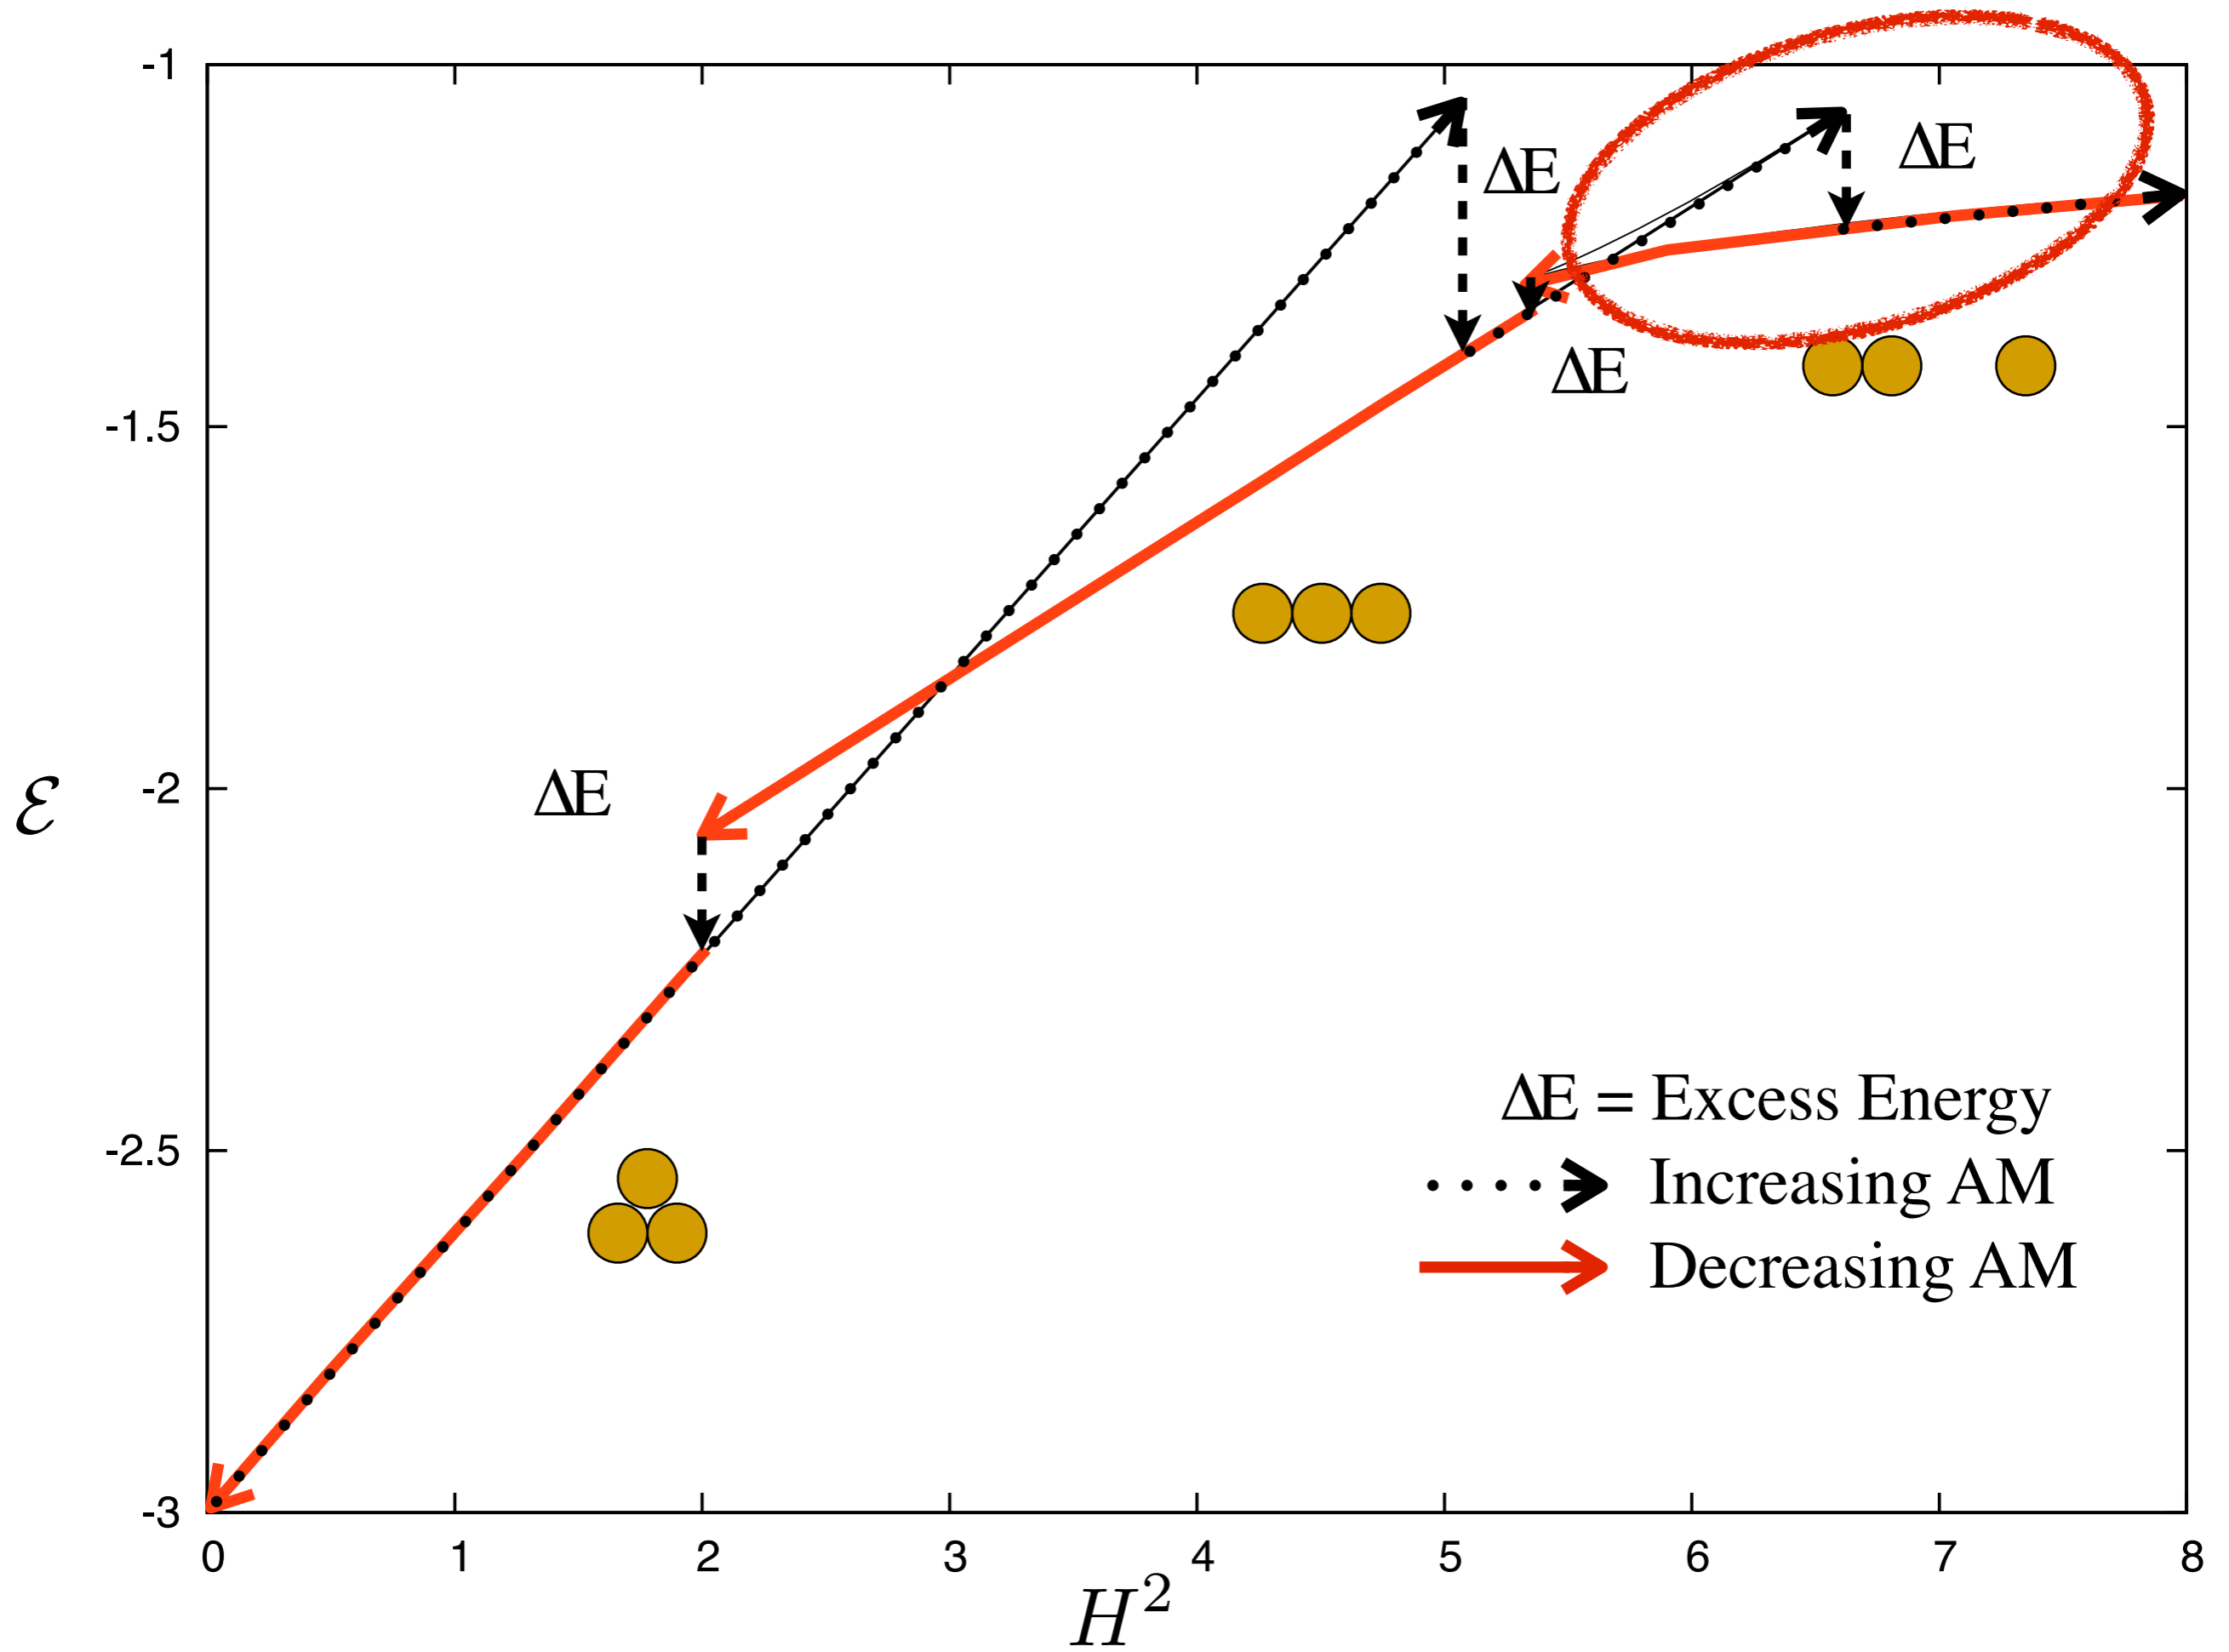 -1
ΔE
ΔE
ΔE
-1.5
ΔE
-2
ℰ
-2.5
ΔE = Excess Energy
Increasing AM
Decreasing AM
-3
0 1 2 3 4 5 6 7 8
H²